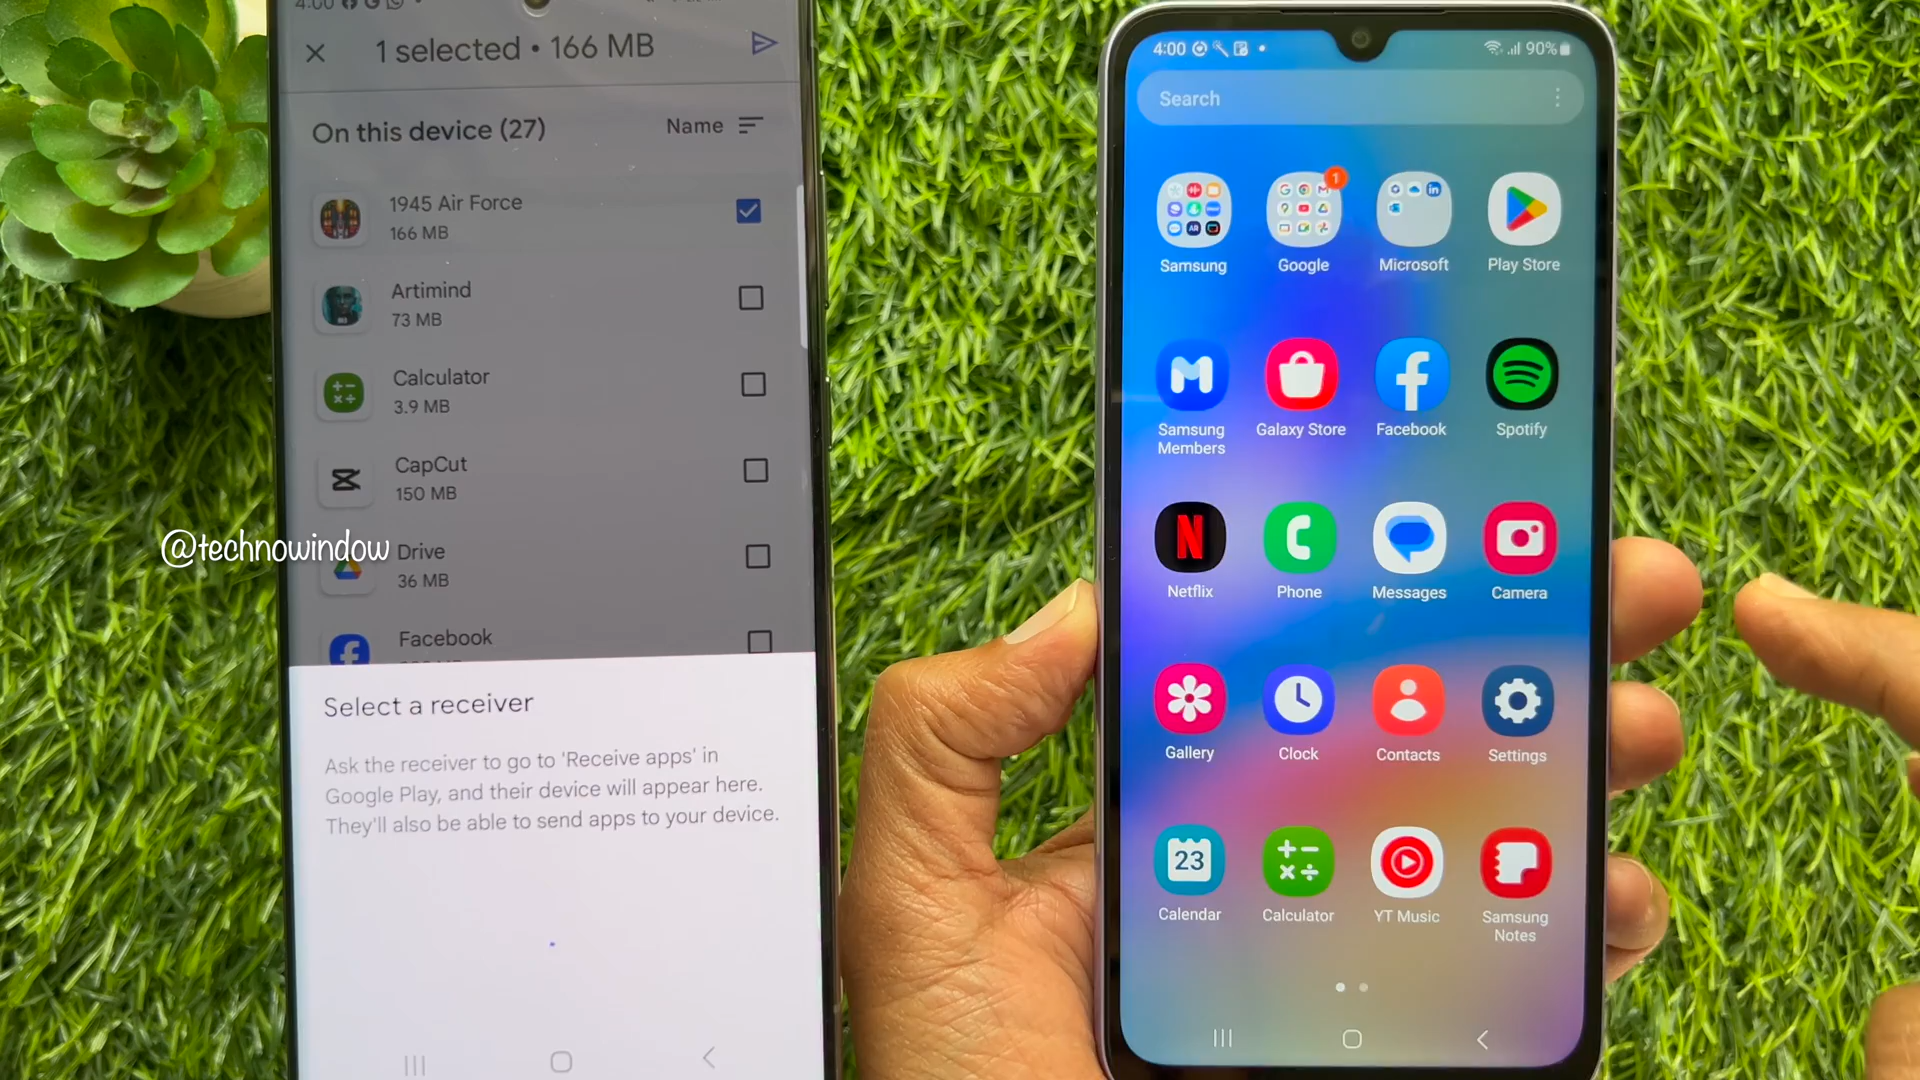 4:00
1 selected • 166 MB
On this device (27)
Name
1945 Air Force
166 MB
Artimind
73 MB
Calculator
3.9 MB
CapCut
150 MB
@technowindow
Drive
36 MB
Facebook
Select a receiver
Ask the receiver to go to 'Receive apps' in
Google Play, and their device will appear here.
They'll also be able to send apps to your device.
4:00
90%
Search
1
Samsung
Google
Microsoft
Play Store
Samsung
Members
Galaxy Store
Facebook
Spotify
Netflix
Phone
Messages
Camera
Gallery
Clock
Contacts
Settings
23
Calendar
Calculator
YT Music
Samsung
Notes